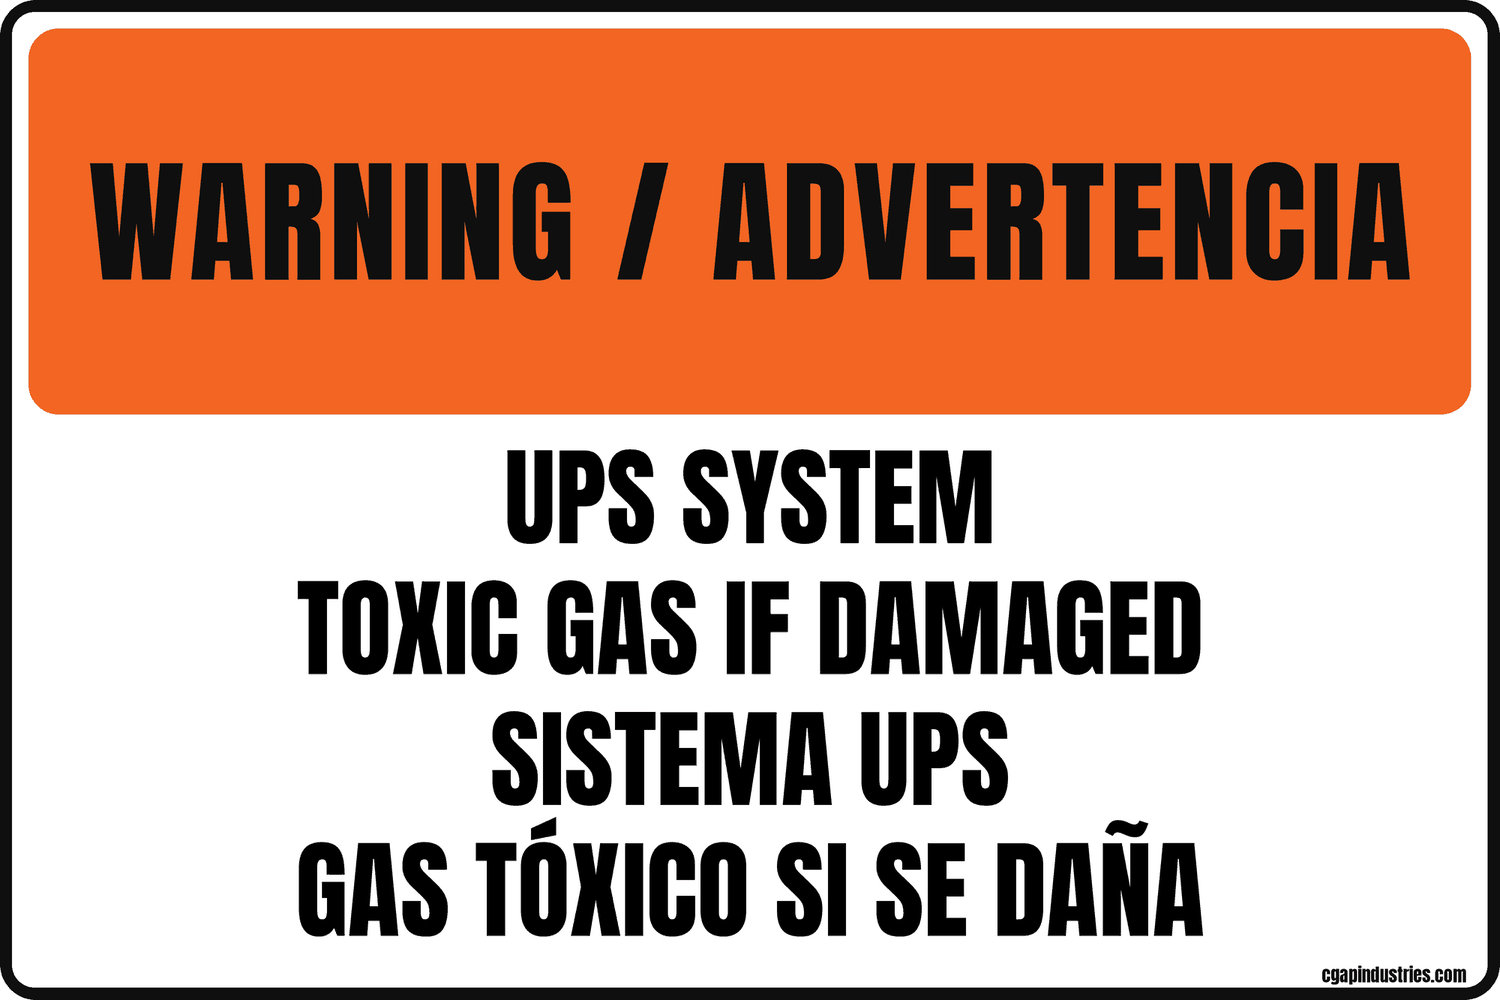 WARNING / ADVERTENCIA
UPS SYSTEM
TOXIC GAS IF DAMAGED
SISTEMA UPS
GAS TÓXICO SI SE DAÑA
cgapindustries.com